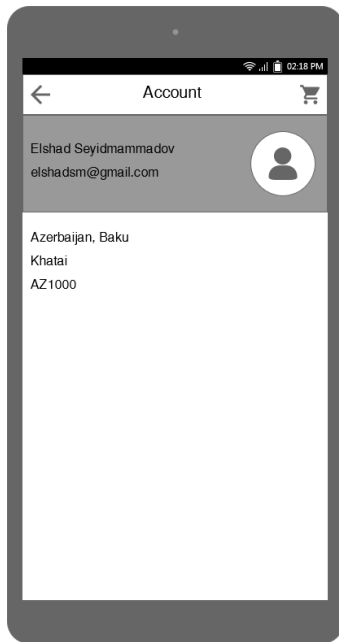 02:18 PM
Account
Elshad Seyidmammadov
elshadsm@gmail.com
Azerbaijan, Baku
Khatai
AZ1000